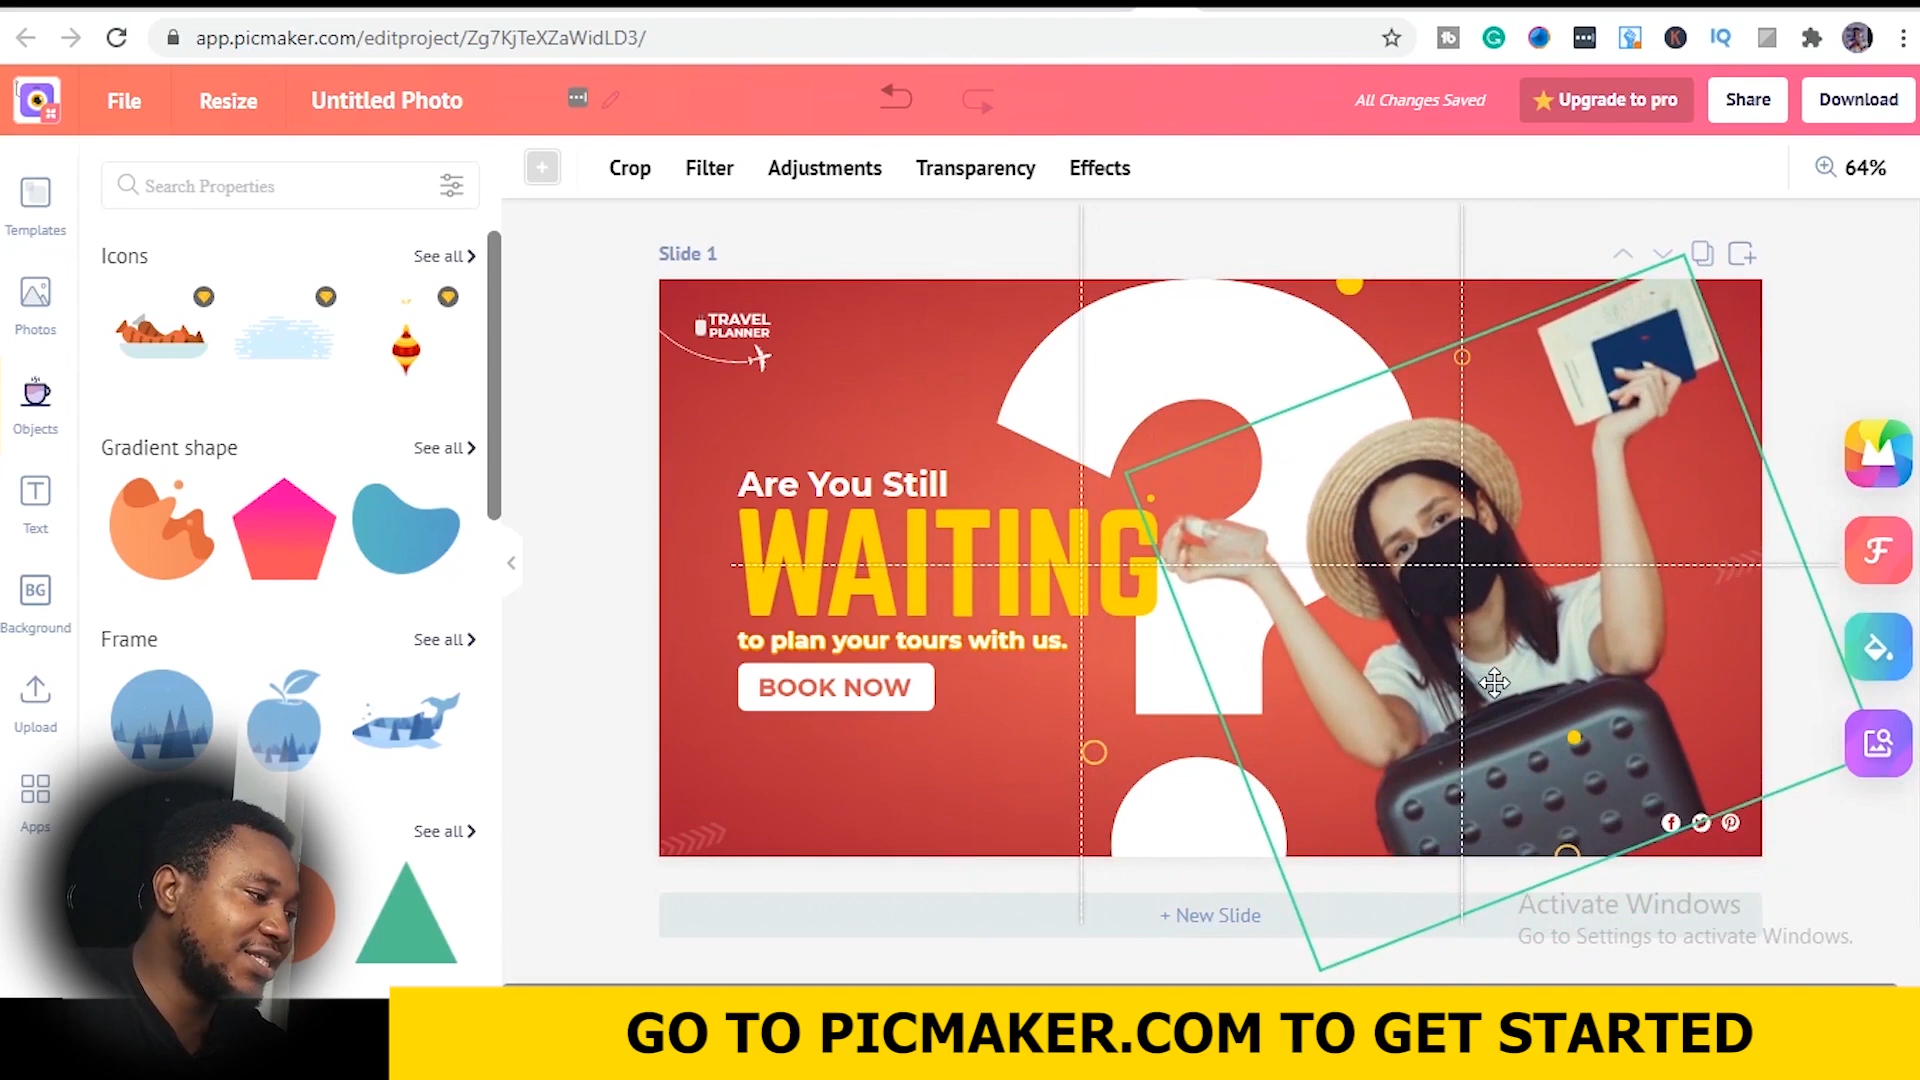 app.picmaker.com/editproject/Zg7KjTeXZaWidLD3/
IQ
File
Resize
Untitled Photo
All Changes Saved
Upgrade to pro
Share
Download
Search Properties
Crop
Filter
Adjustments
Transparency
Effects
64%
Templates
Photos
Objects
Text
BG
Background
Upload
Apps
Icons
See all
Gradient shape
See all
Frame
See all
See all
Slide 1
TRAVEL
PLANNER
Are You Still
WAITING
to plan your tours with us.
BOOK NOW
+ New Slide
Activate Windows
Go to Settings to activate Windows.
GO TO PICMAKER.COM TO GET STARTED